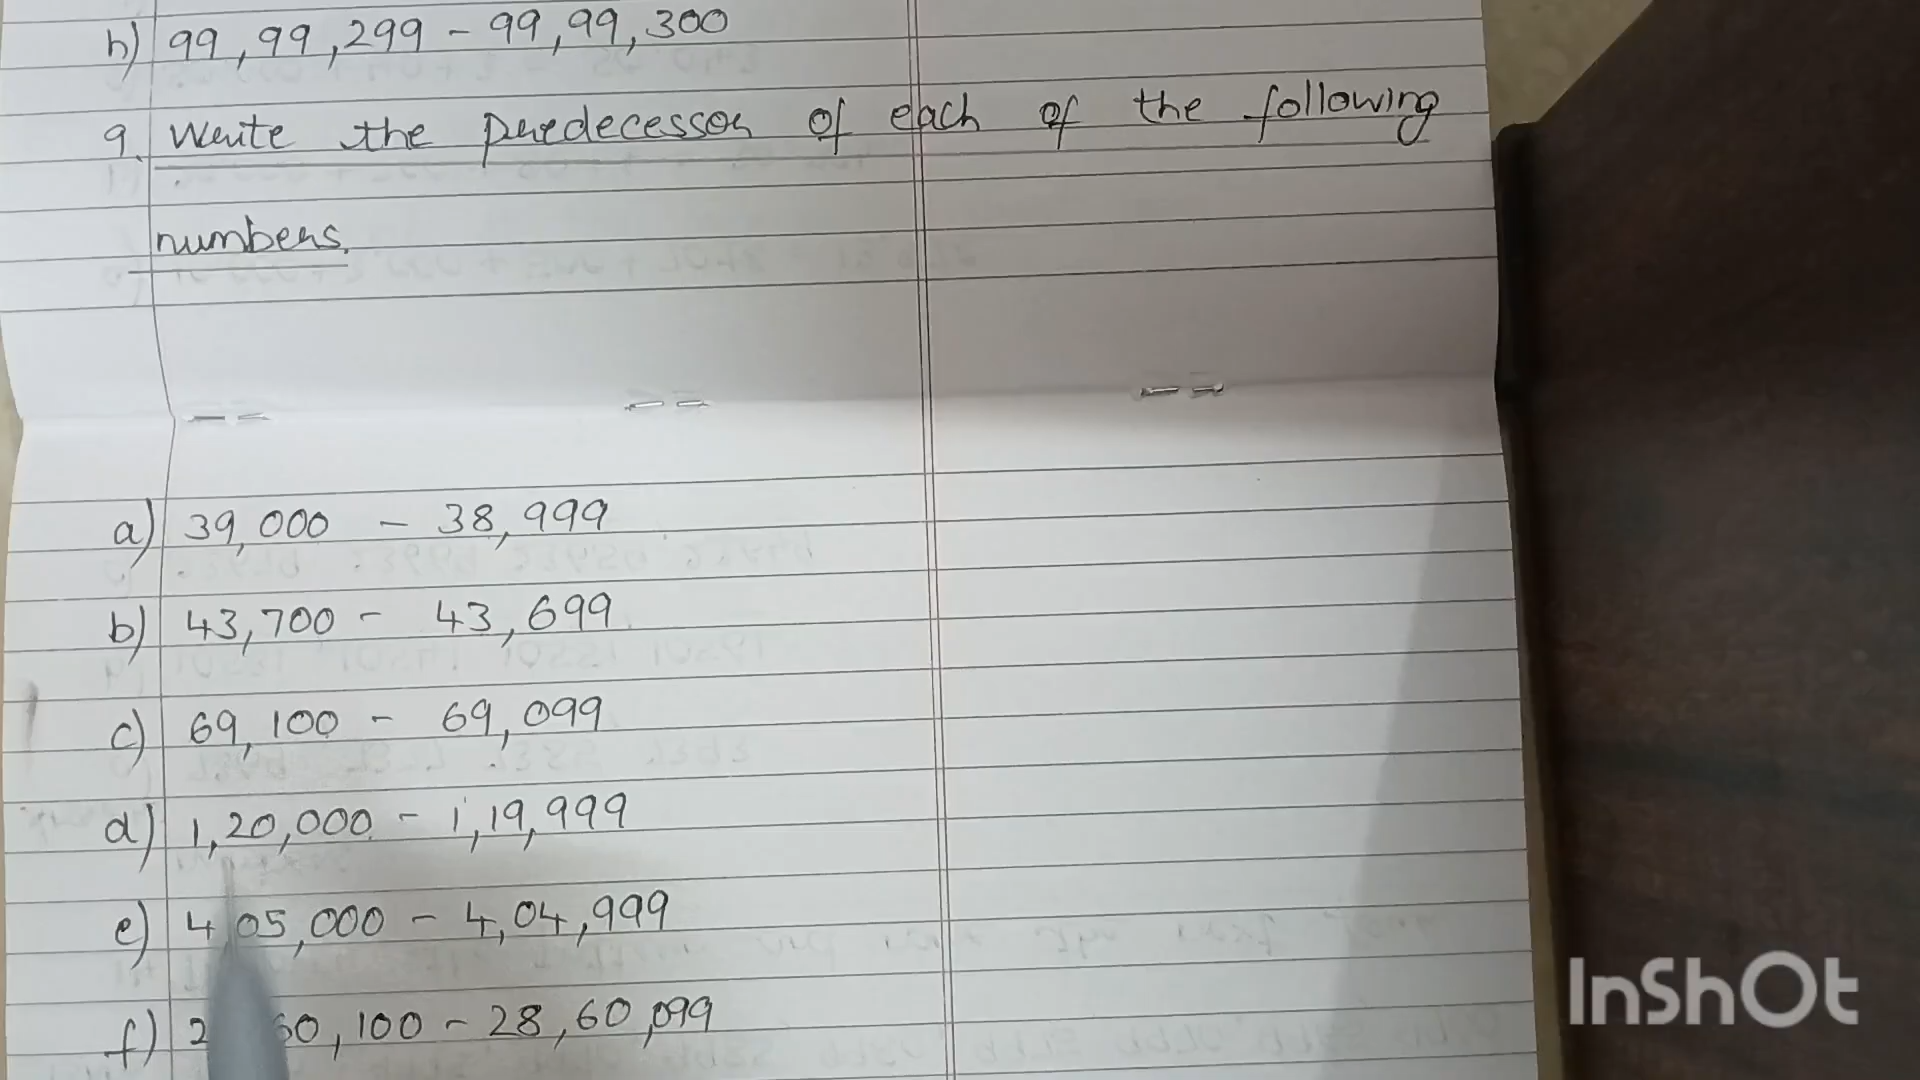 h) 99,99,299 - 99,99,300
9. Write the predecessor of each of the following
numbers.
a) 39,000 - 38,999
b) 43,700 - 43,699
c) 69,100 - 69,099
d) 1,20,000 - 1,19,999
e) 4,05,000 - 4,04,999
f) 2 60,100 - 28,60,099
InShOt